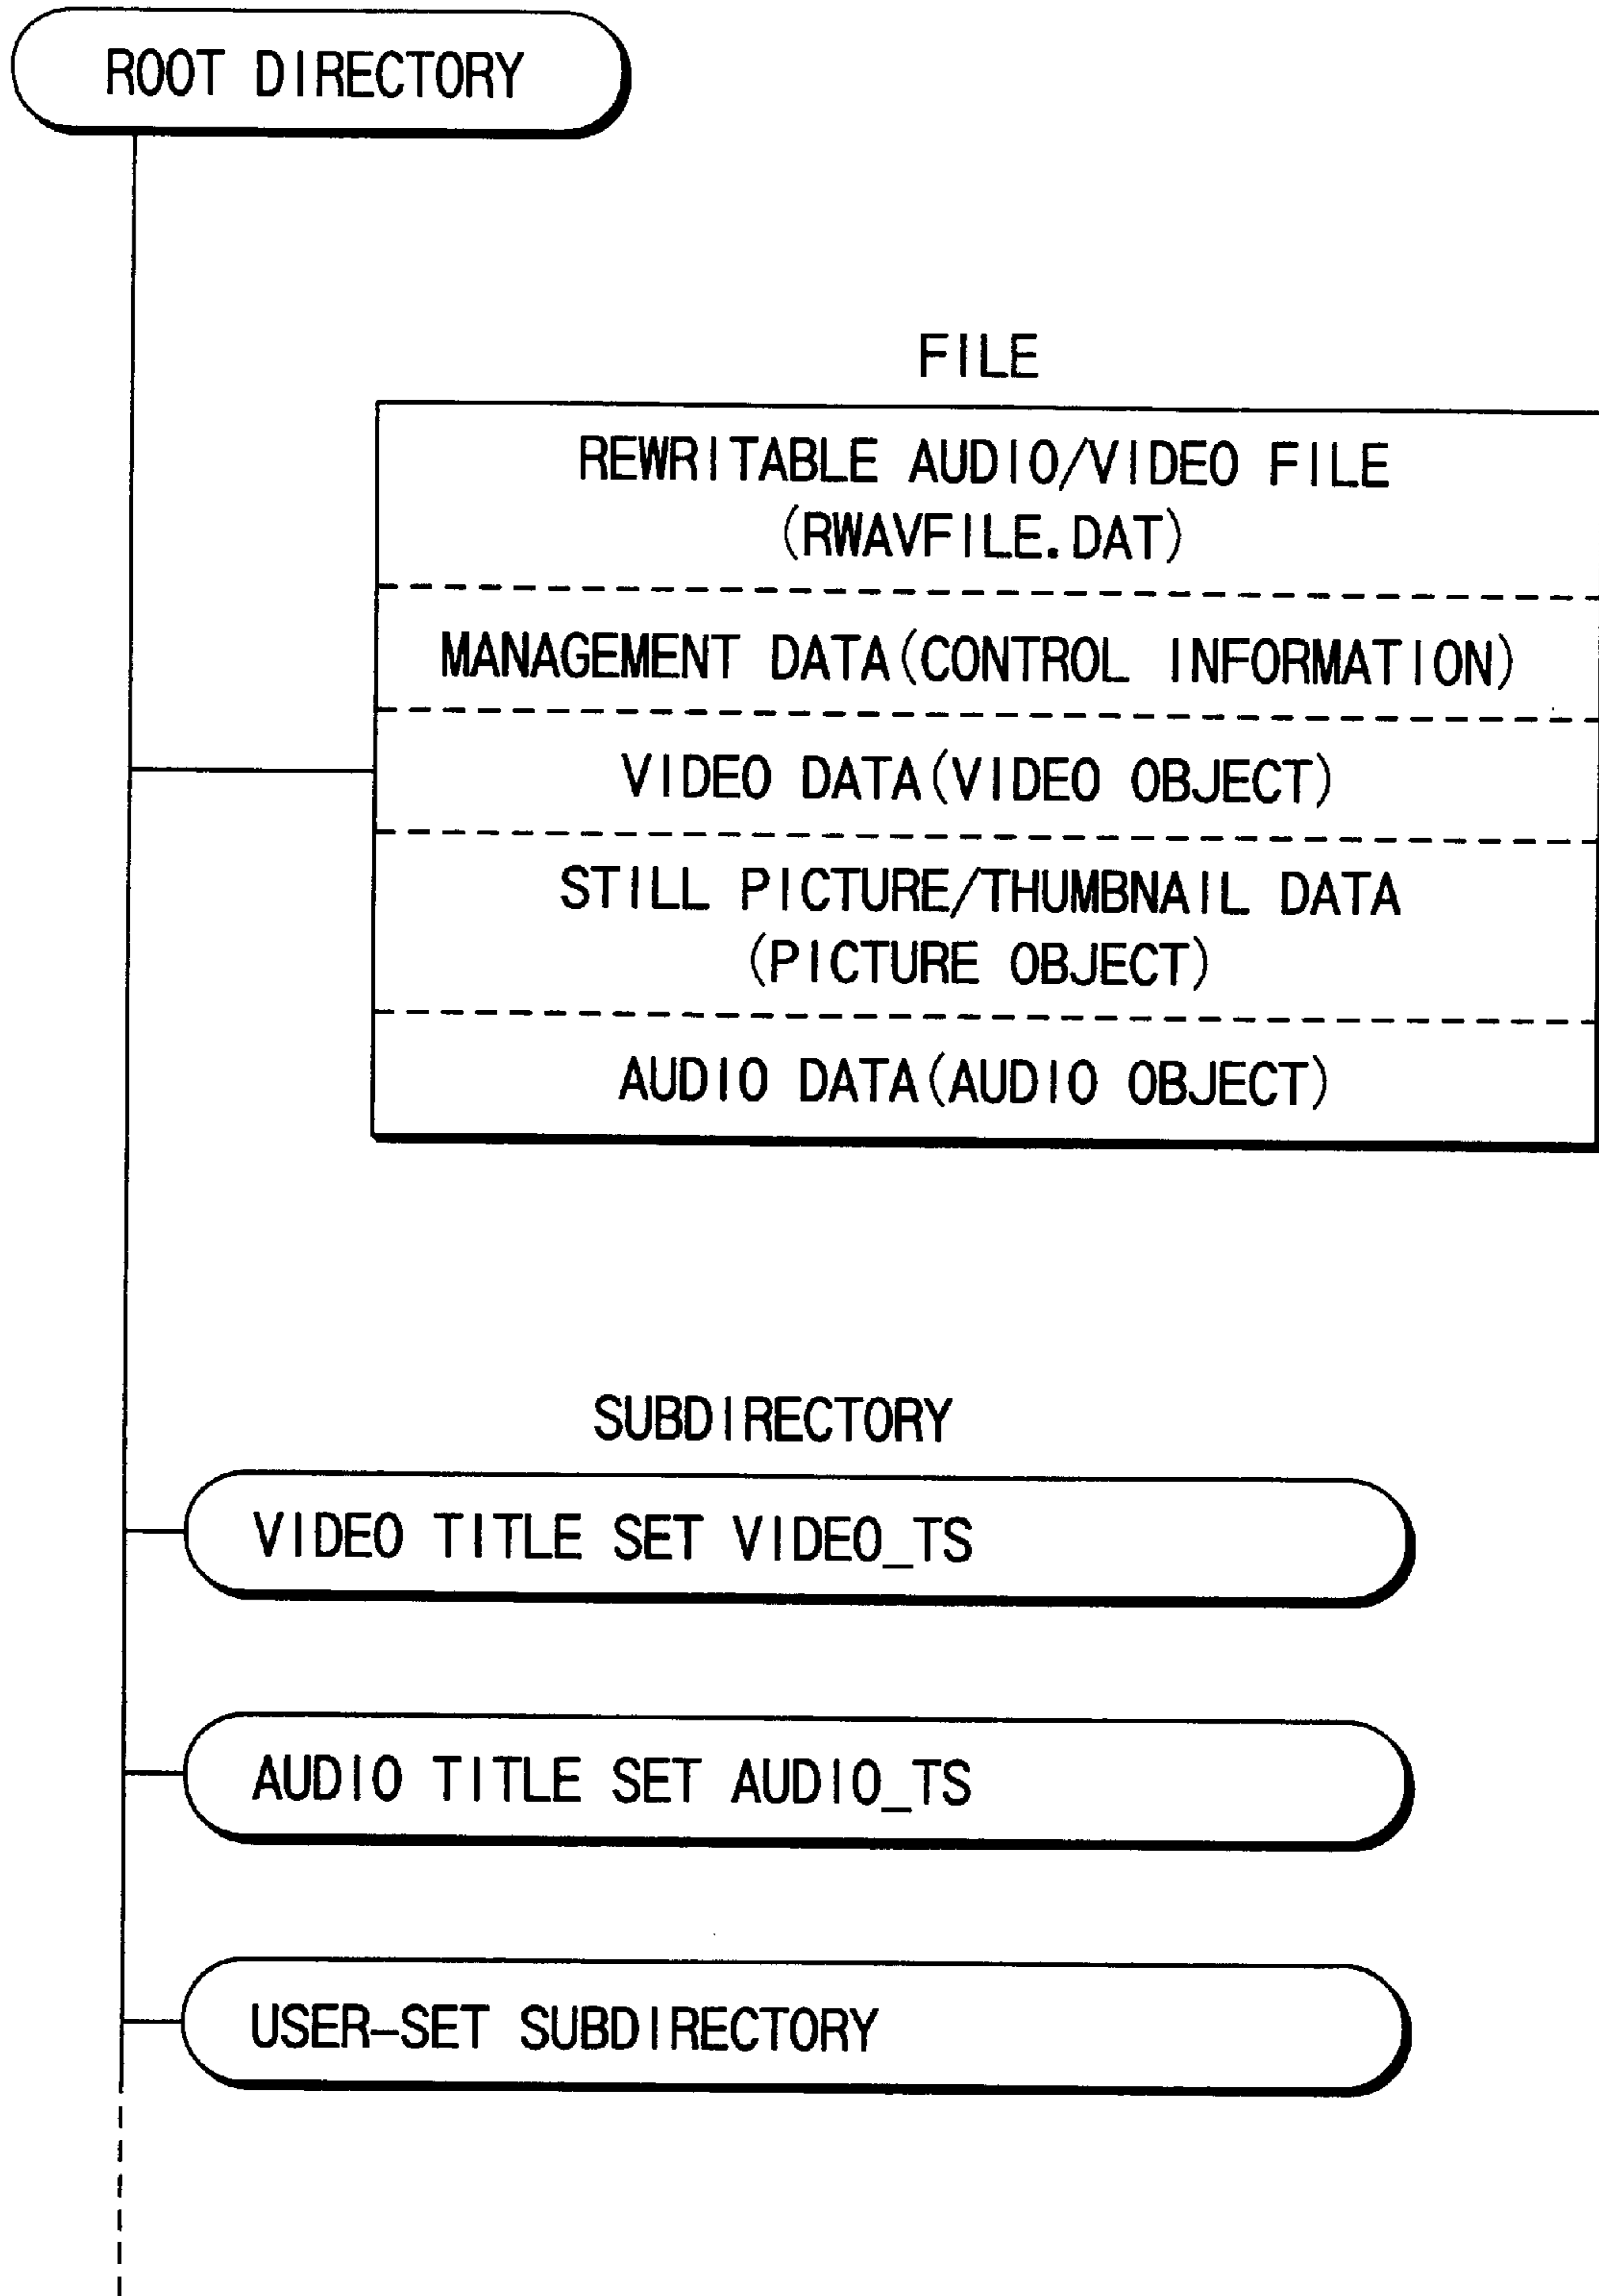 ROOT DIRECTORY
FILE
REWRITABLE AUDIO/VIDEO FILE
(RWAVFILE.DAT)
MANAGEMENT DATA(CONTROL INFORMATION)
VIDEO DATA(VIDEO OBJECT)
STILL PICTURE/THUMBNAIL DATA
(PICTURE OBJECT)
AUDIO DATA(AUDIO OBJECT)
SUBDIRECTORY
VIDEO TITLE SET VIDEO_TS
AUDIO TITLE SET AUDIO_TS
USER-SET SUBDIRECTORY